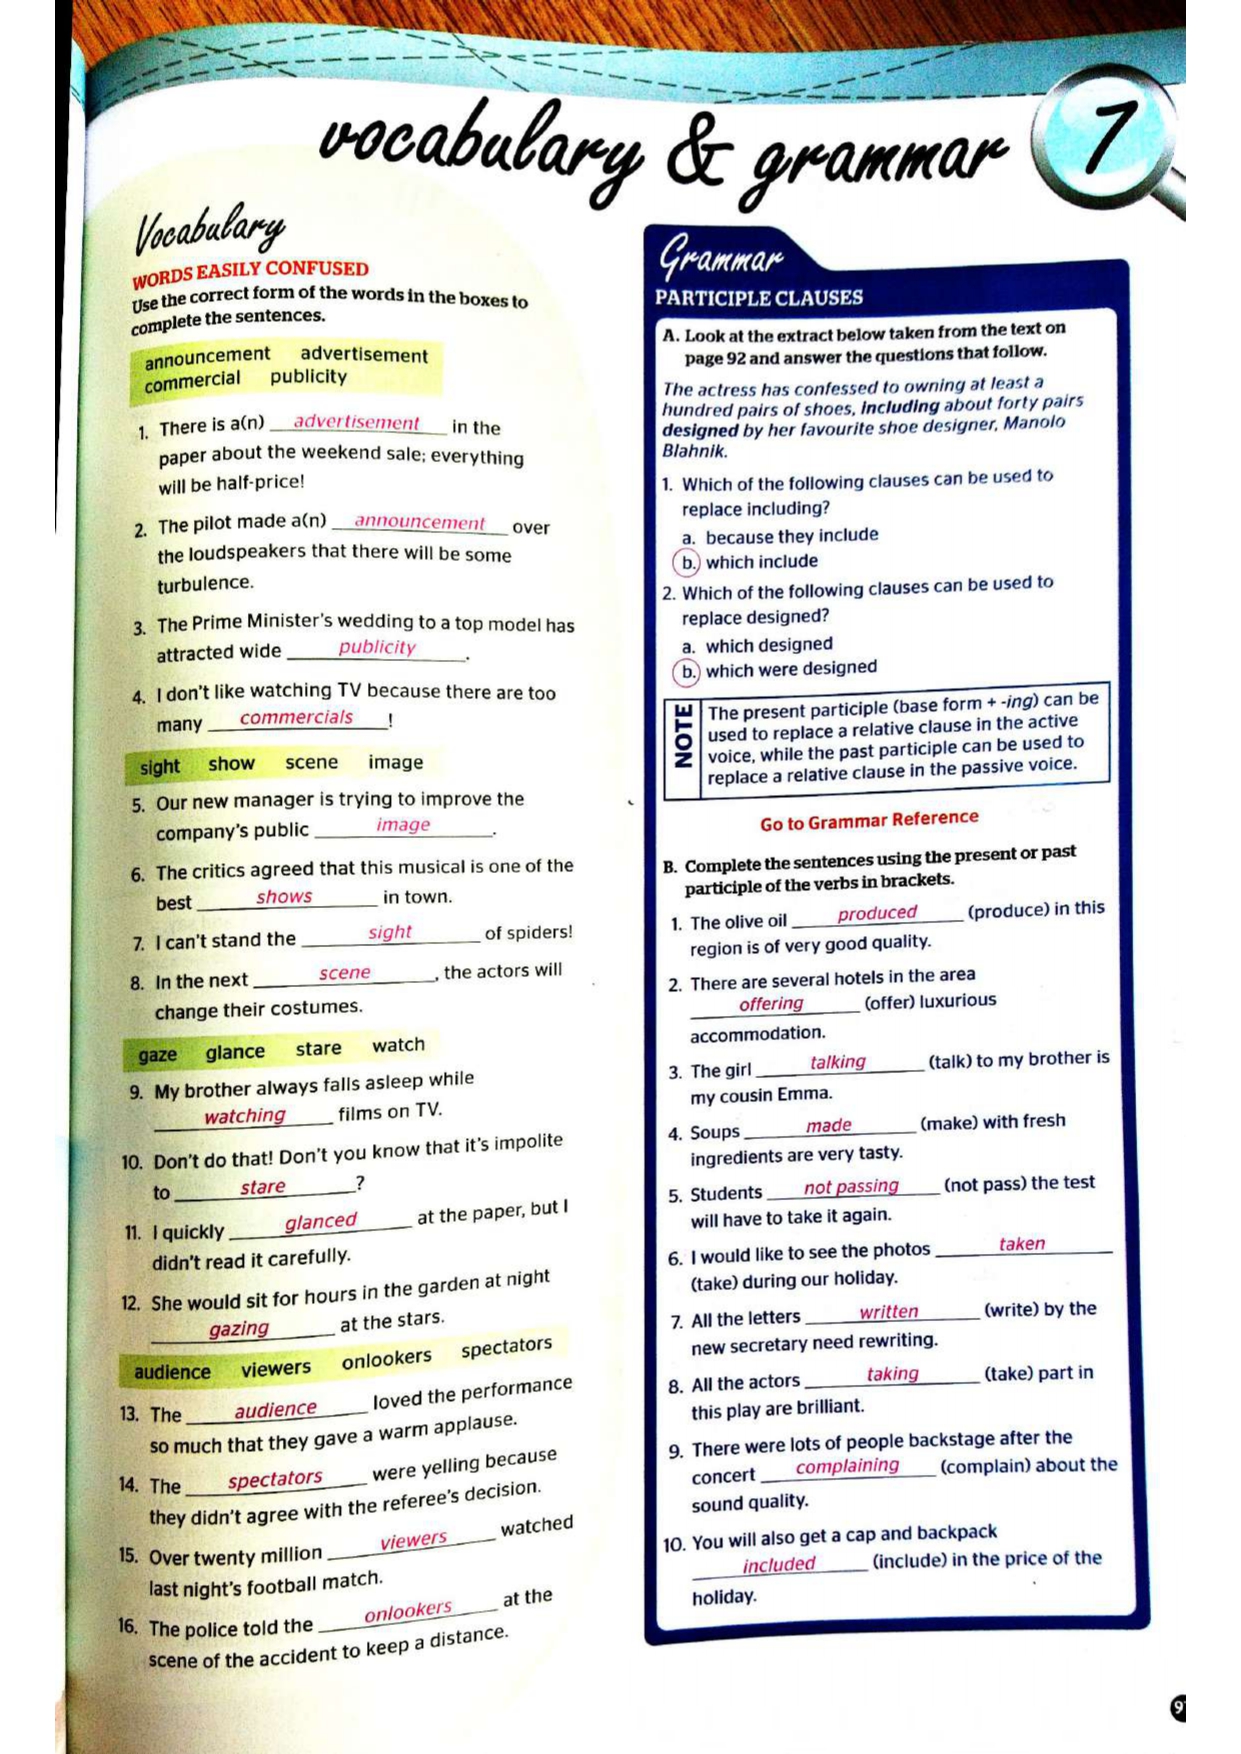 vocabulary & grammar 7
Vocabulary
WORDS EASILY CONFUSED
Use the correct form of the words in the boxes to
complete the sentences.
announcement advertisement
commercial publicity
1. There is a(n) advertisement in the
paper about the weekend sale; everything
will be half-price!
2. The pilot made a(n) announcement over
the loudspeakers that there will be some
turbulence.
3. The Prime Minister's wedding to a top model has
attracted wide publicity.
4. I don't like watching TV because there are too
many commercials!
sight show scene image
5. Our new manager is trying to improve the
company's public image.
6. The critics agreed that this musical is one of the
best shows in town.
7. I can't stand the sight of spiders!
8. In the next scene, the actors will
change their costumes.
gaze glance stare watch
9. My brother always falls asleep while
watching films on TV.
10. Don't do that! Don't you know that it's impolite
to stare?
11. I quickly glanced at the paper, but I
didn't read it carefully.
12. She would sit for hours in the garden at night
gazing at the stars.
audience viewers onlookers spectators
13. The audience loved the performance
so much that they gave a warm applause.
14. The spectators were yelling because
they didn't agree with the referee's decision.
15. Over twenty million viewers watched
last night's football match.
16. The police told the onlookers at the
scene of the accident to keep a distance.
Grammar
PARTICIPLE CLAUSES
A. Look at the extract below taken from the text on
page 92 and answer the questions that follow.
The actress has confessed to owning at least a
hundred pairs of shoes, including about forty pairs
designed by her favourite shoe designer, Manolo
Blahnik.
1. Which of the following clauses can be used to
replace including?
a. because they include
b. which include
2. Which of the following clauses can be used to
replace designed?
a. which designed
b. which were designed
NOTE
The present participle (base form + -ing) can be
used to replace a relative clause in the active
voice, while the past participle can be used to
replace a relative clause in the passive voice.
Go to Grammar Reference
B. Complete the sentences using the present or past
participle of the verbs in brackets.
1. The olive oil produced (produce) in this
region is of very good quality.
2. There are several hotels in the area
offering (offer) luxurious
accommodation.
3. The girl talking (talk) to my brother is
my cousin Emma.
4. Soups made (make) with fresh
ingredients are very tasty.
5. Students not passing (not pass) the test
will have to take it again.
6. I would like to see the photos taken
(take) during our holiday.
7. All the letters written (write) by the
new secretary need rewriting.
8. All the actors taking (take) part in
this play are brilliant.
9. There were lots of people backstage after the
concert complaining (complain) about the
sound quality.
10. You will also get a cap and backpack
included (include) in the price of the
holiday.